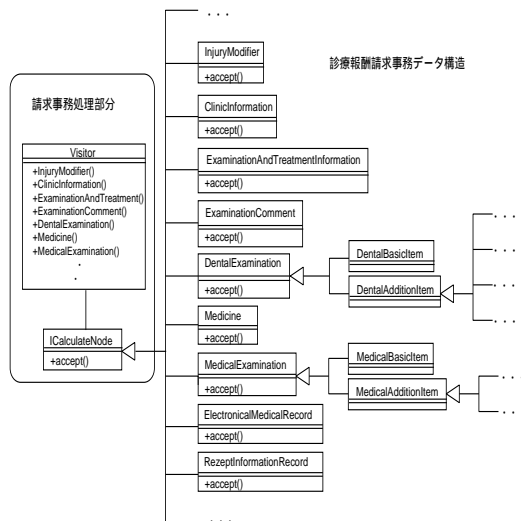 . . .
InjuryModifier
+accept()
診療報酬請求事務データ構造
請求事務処理部分
ClinicInformation
+accept()
Visitor
+InjuryModifier()
+ClinicInformation()
+ExaminationAndTreatment()
+ExaminationComment()
+DentalExamination()
+Medicine()
+MedicalExamination()
.
.
ExaminationAndTreatmentInformation
+accept()
ExaminationComment
+accept()
DentalExamination
+accept()
DentalBasicItem
DentalAdditionItem
. . .
. . .
. . .
. . .
Medicine
+accept()
ICalculateNode
+accept()
MedicalExamination
+accept()
MedicalBasicItem
MedicalAdditionItem
. . .
. . .
ElectronicalMedicalRecord
+accept()
RezeptInformationRecord
+accept()
. . .